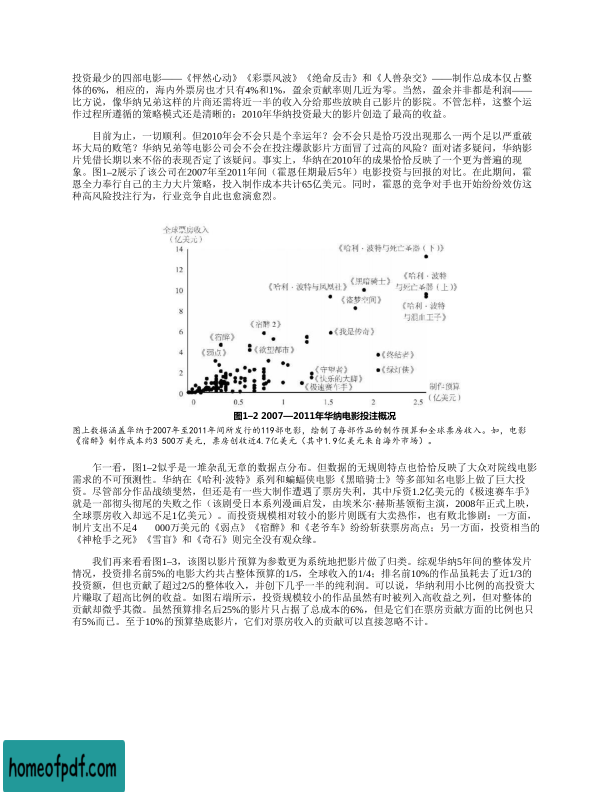 投资最少的四部电影——《怦然心动》《彩票风波》《绝命反击》和《人兽杂交》——制作总成本仅占整
体的6%，相应的，海内外票房也才只有4%和1%，盈余贡献率则几近为零。当然，盈余并非都是利润——
比方说，像华纳兄弟这样的片商还需将近一半的收入分给那些放映自己影片的影院。不管怎样，这整个运
作过程所遵循的策略模式还是清晰的：2010年华纳投资最大的影片创造了最高的收益。
目前为止，一切顺利。但2010年会不会只是个幸运年？会不会只是恰巧没出现那么一两个足以严重破
坏大局的败笔？华纳兄弟等电影公司会不会在投注爆款影片方面冒了过高的风险？面对诸多疑问，华纳影
片凭借长期以来不俗的表现否定了该疑问。事实上，华纳在2010年的成果恰恰反映了一个更为普遍的现
象。图1–2展示了该公司在2007年至2011年间（霍恩任期最后5年）电影投资与回报的对比。在此期间，霍
恩全力奉行自己的主力大片策略，投入制作成本共计65亿美元。同时，霍恩的竞争对手也开始纷纷效仿这
种高风险投注行为，行业竞争自此也愈演愈烈。
全球票房收入
（亿美元）
14
《哈利·波特与死亡圣器（下）》
12
《哈利·波特
与死亡圣器（上）》
《黑暗骑士》
《哈利·波特与凤凰社》
10
《盗梦空间》
《哈利·波特
与混血王子》
8
《宿醉2》
6
《我是传奇》
《宿醉》
4
《弱点》
《欲望都市》
《终结者》
《守望者》
《绿灯侠》
2
《快乐的大脚》
《极速赛车手》
制作预算
（亿美元）
0
0 0.5 1 1.5 2 2.5
图1–2 2007—2011年华纳电影投注概况
图上数据涵盖华纳于2007年至2011年间所发行的119部电影，绘制了每部作品的制作预算和全球票房收入。如，电影
《宿醉》制作成本约3 500万美元，票房创收近4.7亿美元（其中1.9亿美元来自海外市场）。
乍一看，图1–2似乎是一堆杂乱无章的数据点分布。但数据的无规则特点也恰恰反映了大众对院线电影
需求的不可预测性。华纳在《哈利·波特》系列和蝙蝠侠电影《黑暗骑士》等多部知名电影上做了巨大投
资。尽管部分作品战绩斐然，但还是有一些大制作遭遇了票房失利，其中斥资1.2亿美元的《极速赛车手》
就是一部彻头彻尾的失败之作（该剧受日本系列漫画启发，由埃米尔·赫斯基领衔主演，2008年正式上映，
全球票房收入却远不足1亿美元）。而投资规模相对较小的影片则既有大卖热作，也有败北惨剧：一方面，
制片支出不足4 000万美元的《弱点》《宿醉》和《老爷车》纷纷斩获票房高点；另一方面，投资相当的
《神枪手之死》《雪盲》和《奇石》则完全没有观众缘。
我们再来看看图1–3，该图以影片预算为参数更为系统地把影片做了归类。综观华纳5年间的整体发片
情况，投资排名前5%的电影大约共占整体预算的1/5，全球收入的1/4；排名前10%的作品虽耗去了近1/3的
投资额，但也贡献了超过2/5的整体收入，并创下几乎一半的纯利润。可以说，华纳利用小比例的高投资大
片赚取了超高比例的收益。如图右端所示，投资规模较小的作品虽然有时被列入高收益之列，但对整体的
贡献却微乎其微。虽然预算排名后25%的影片只占据了总成本的6%，但是它们在票房贡献方面的比例也只
有5%而已。至于10%的预算垫底影片，它们对票房收入的贡献可以直接忽略不计。
homeofpdf.com